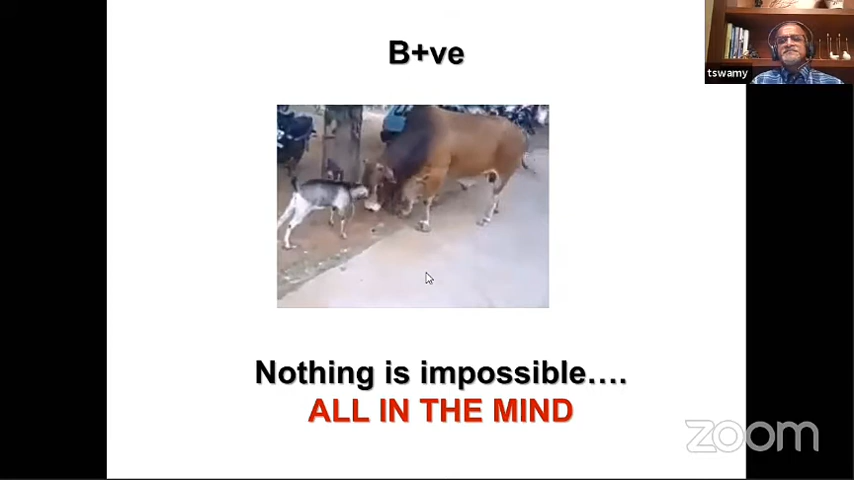 B+ve
tswamy
Nothing is impossible....
ALL IN THE MIND
zoom